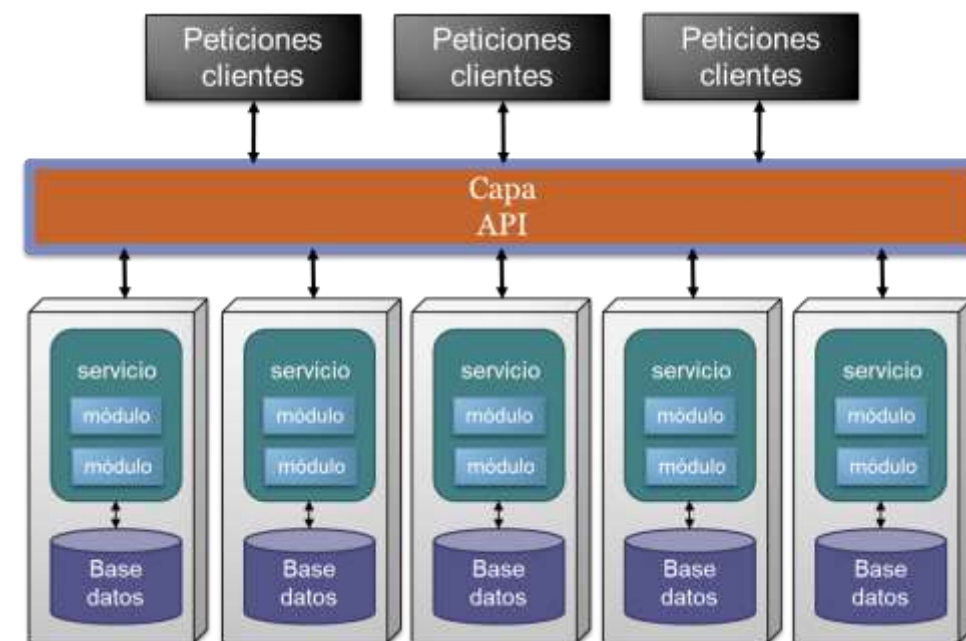 Peticiones
clientes
Peticiones
clientes
Peticiones
clientes
Capa
API
servicio
módulo
módulo
Base
datos
servicio
módulo
módulo
Base
datos
servicio
módulo
módulo
Base
datos
servicio
módulo
módulo
Base
datos
servicio
módulo
módulo
Base
datos